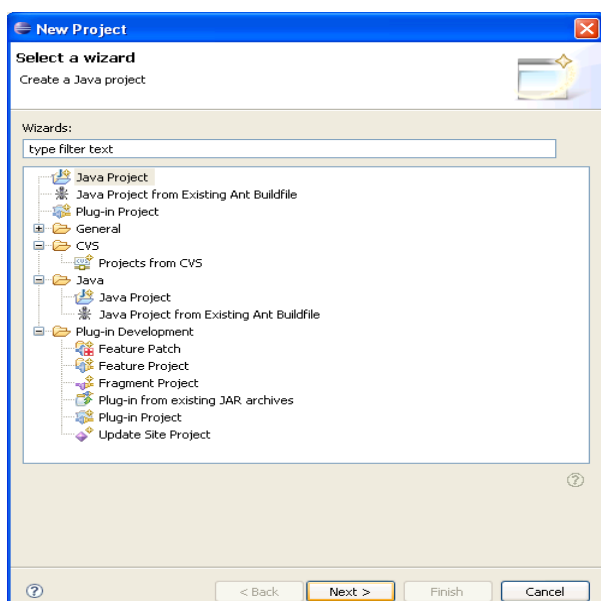 New Project
Select a wizard
Create a Java project
Wizards:
type filter text
Java Project
Java Project from Existing Ant Buildfile
Plug-in Project
General
CVS
Projects from CVS
Java
Java Project
Java Project from Existing Ant Buildfile
Plug-in Development
Feature Patch
Feature Project
Fragment Project
Plug-in from existing JAR archives
Plug-in Project
Update Site Project
< Back Next > Finish Cancel